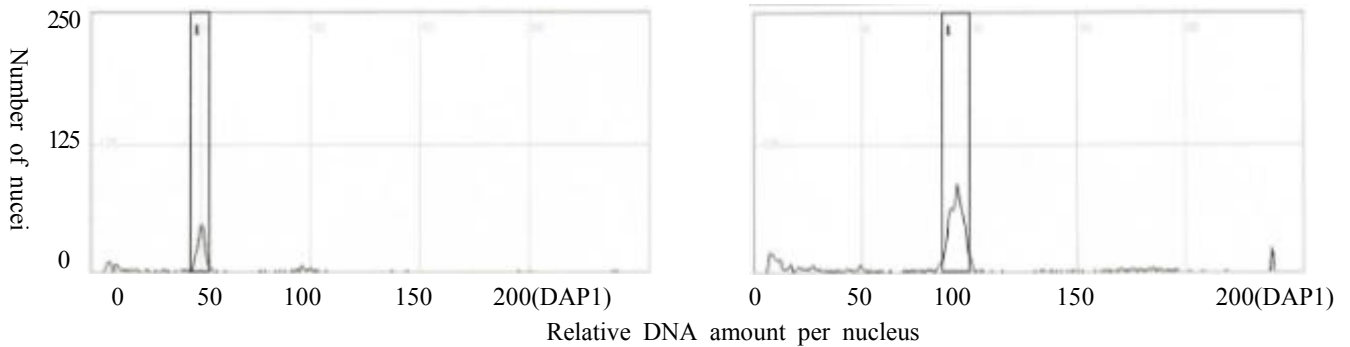 250
125
0
Number of nucei
I
0 50 100 150 200(DAP1)
I
0 50 100 150 200(DAP1)
Relative DNA amount per nucleus